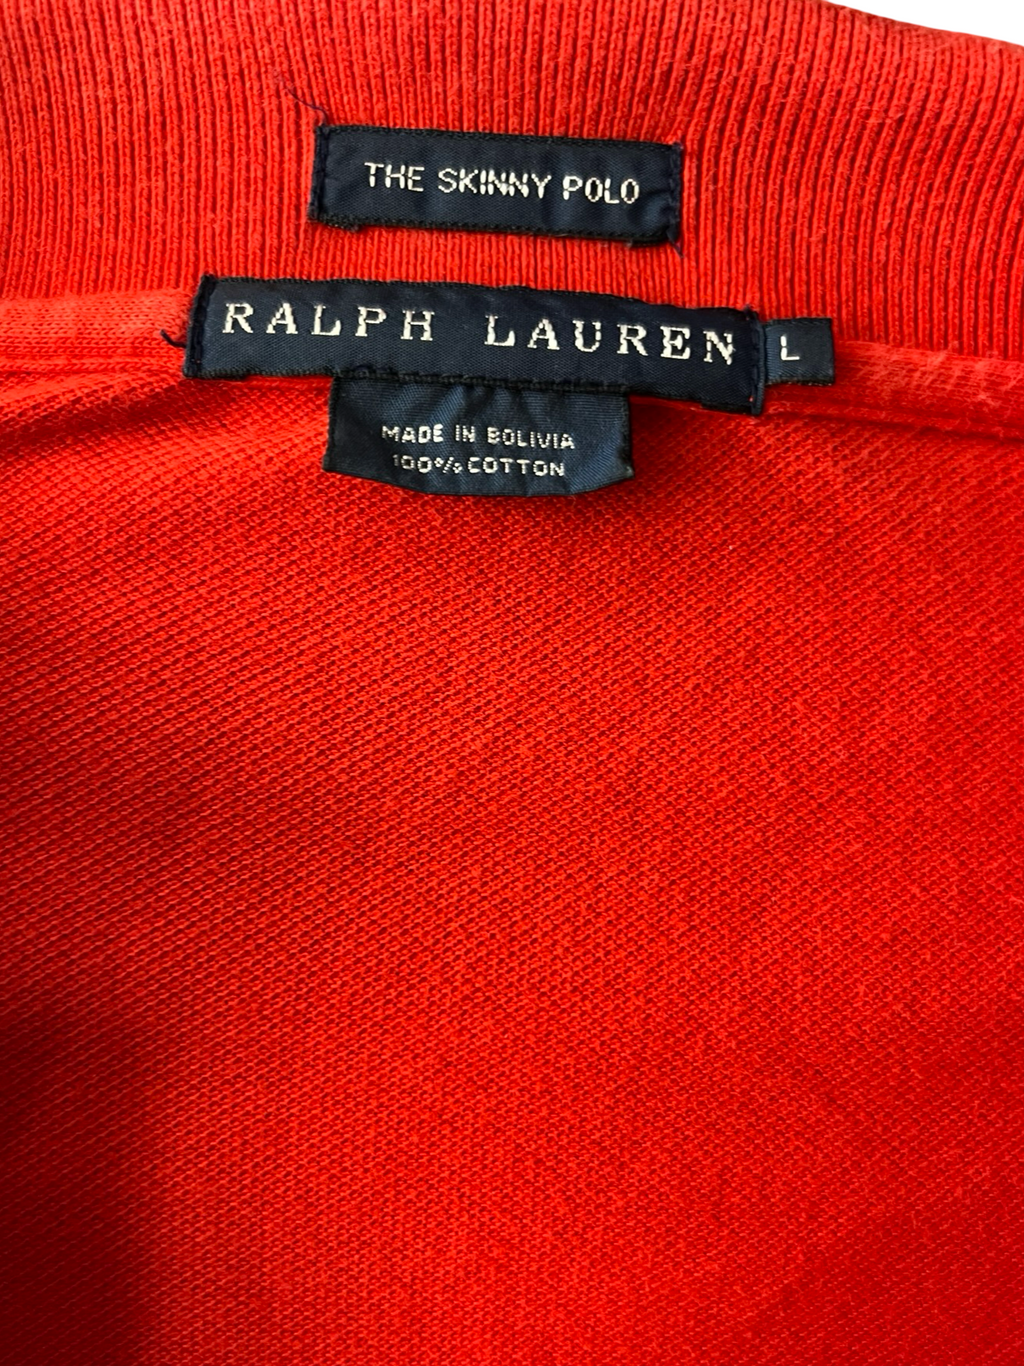 THE SKINNY POLO
RALPH LAUREN L
MADE IN BOLIVIA
100% COTTON